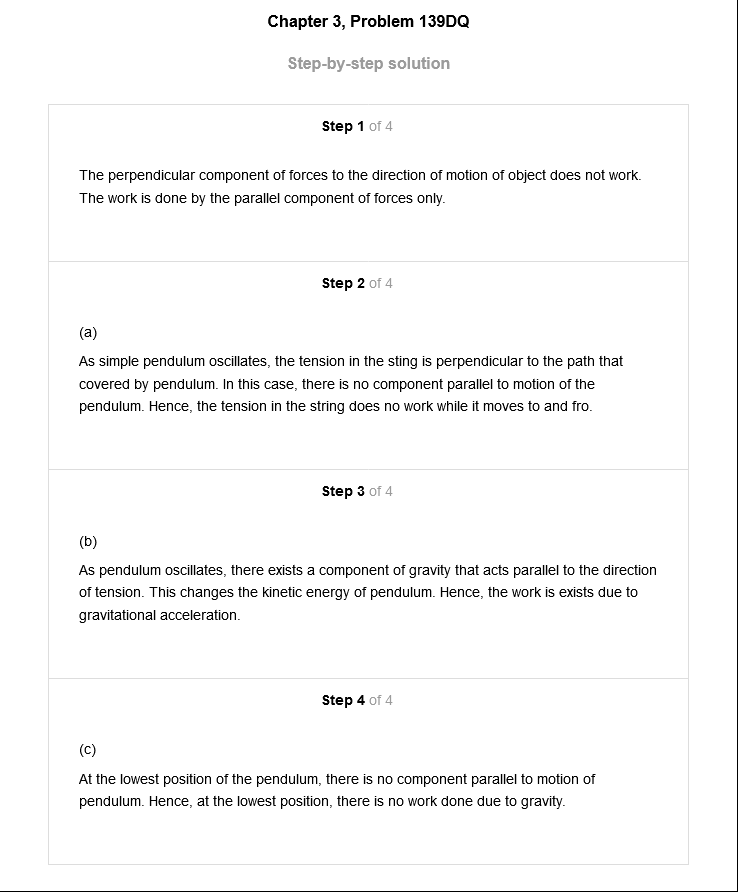 Chapter 3, Problem 139DQ
Step-by-step solution
Step 1 of 4
The perpendicular component of forces to the direction of motion of object does not work.
The work is done by the parallel component of forces only.
Step 2 of 4
(a)
As simple pendulum oscillates, the tension in the sting is perpendicular to the path that
covered by pendulum. In this case, there is no component parallel to motion of the
pendulum. Hence, the tension in the string does no work while it moves to and fro.
Step 3 of 4
(b)
As pendulum oscillates, there exists a component of gravity that acts parallel to the direction
of tension. This changes the kinetic energy of pendulum. Hence, the work is exists due to
gravitational acceleration.
Step 4 of 4
(c)
At the lowest position of the pendulum, there is no component parallel to motion of
pendulum. Hence, at the lowest position, there is no work done due to gravity.